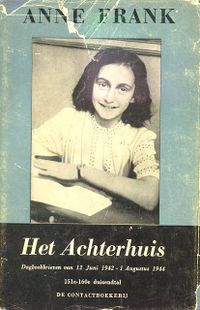 ANNE FRANK
Het Achterhuis
Dagboekbrieven van 12 Juni 1942 - 1 Augustus 1944
151e-160e duizendtal
DE CONTACTBOEKERIJ